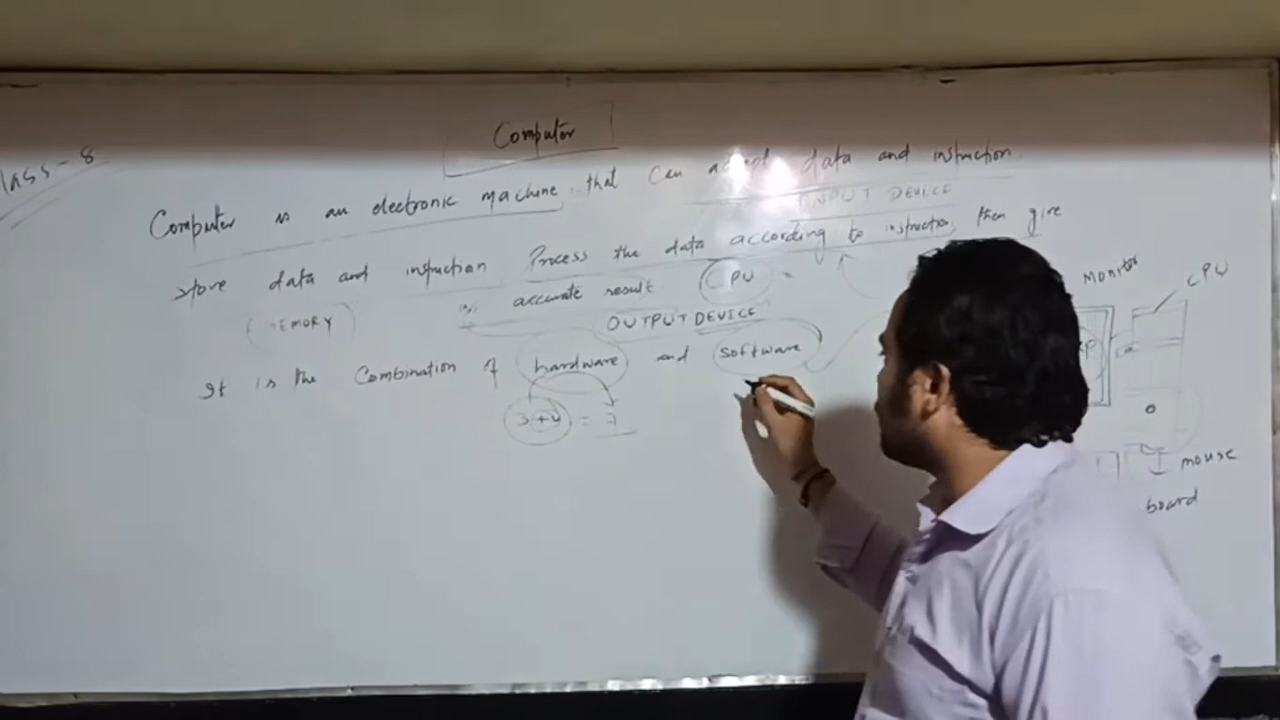 Class - 8
Computer
Computer is an electronic machine that can accept data and instruction.
INPUT DEVICE
store data and instruction Process the data according to instruction, then give
(MEMORY)
accurate result. CPU
OUTPUT DEVICE
It is the Combination of hardware and software
3+4 = 7
Monitor
CPU
mouse
board